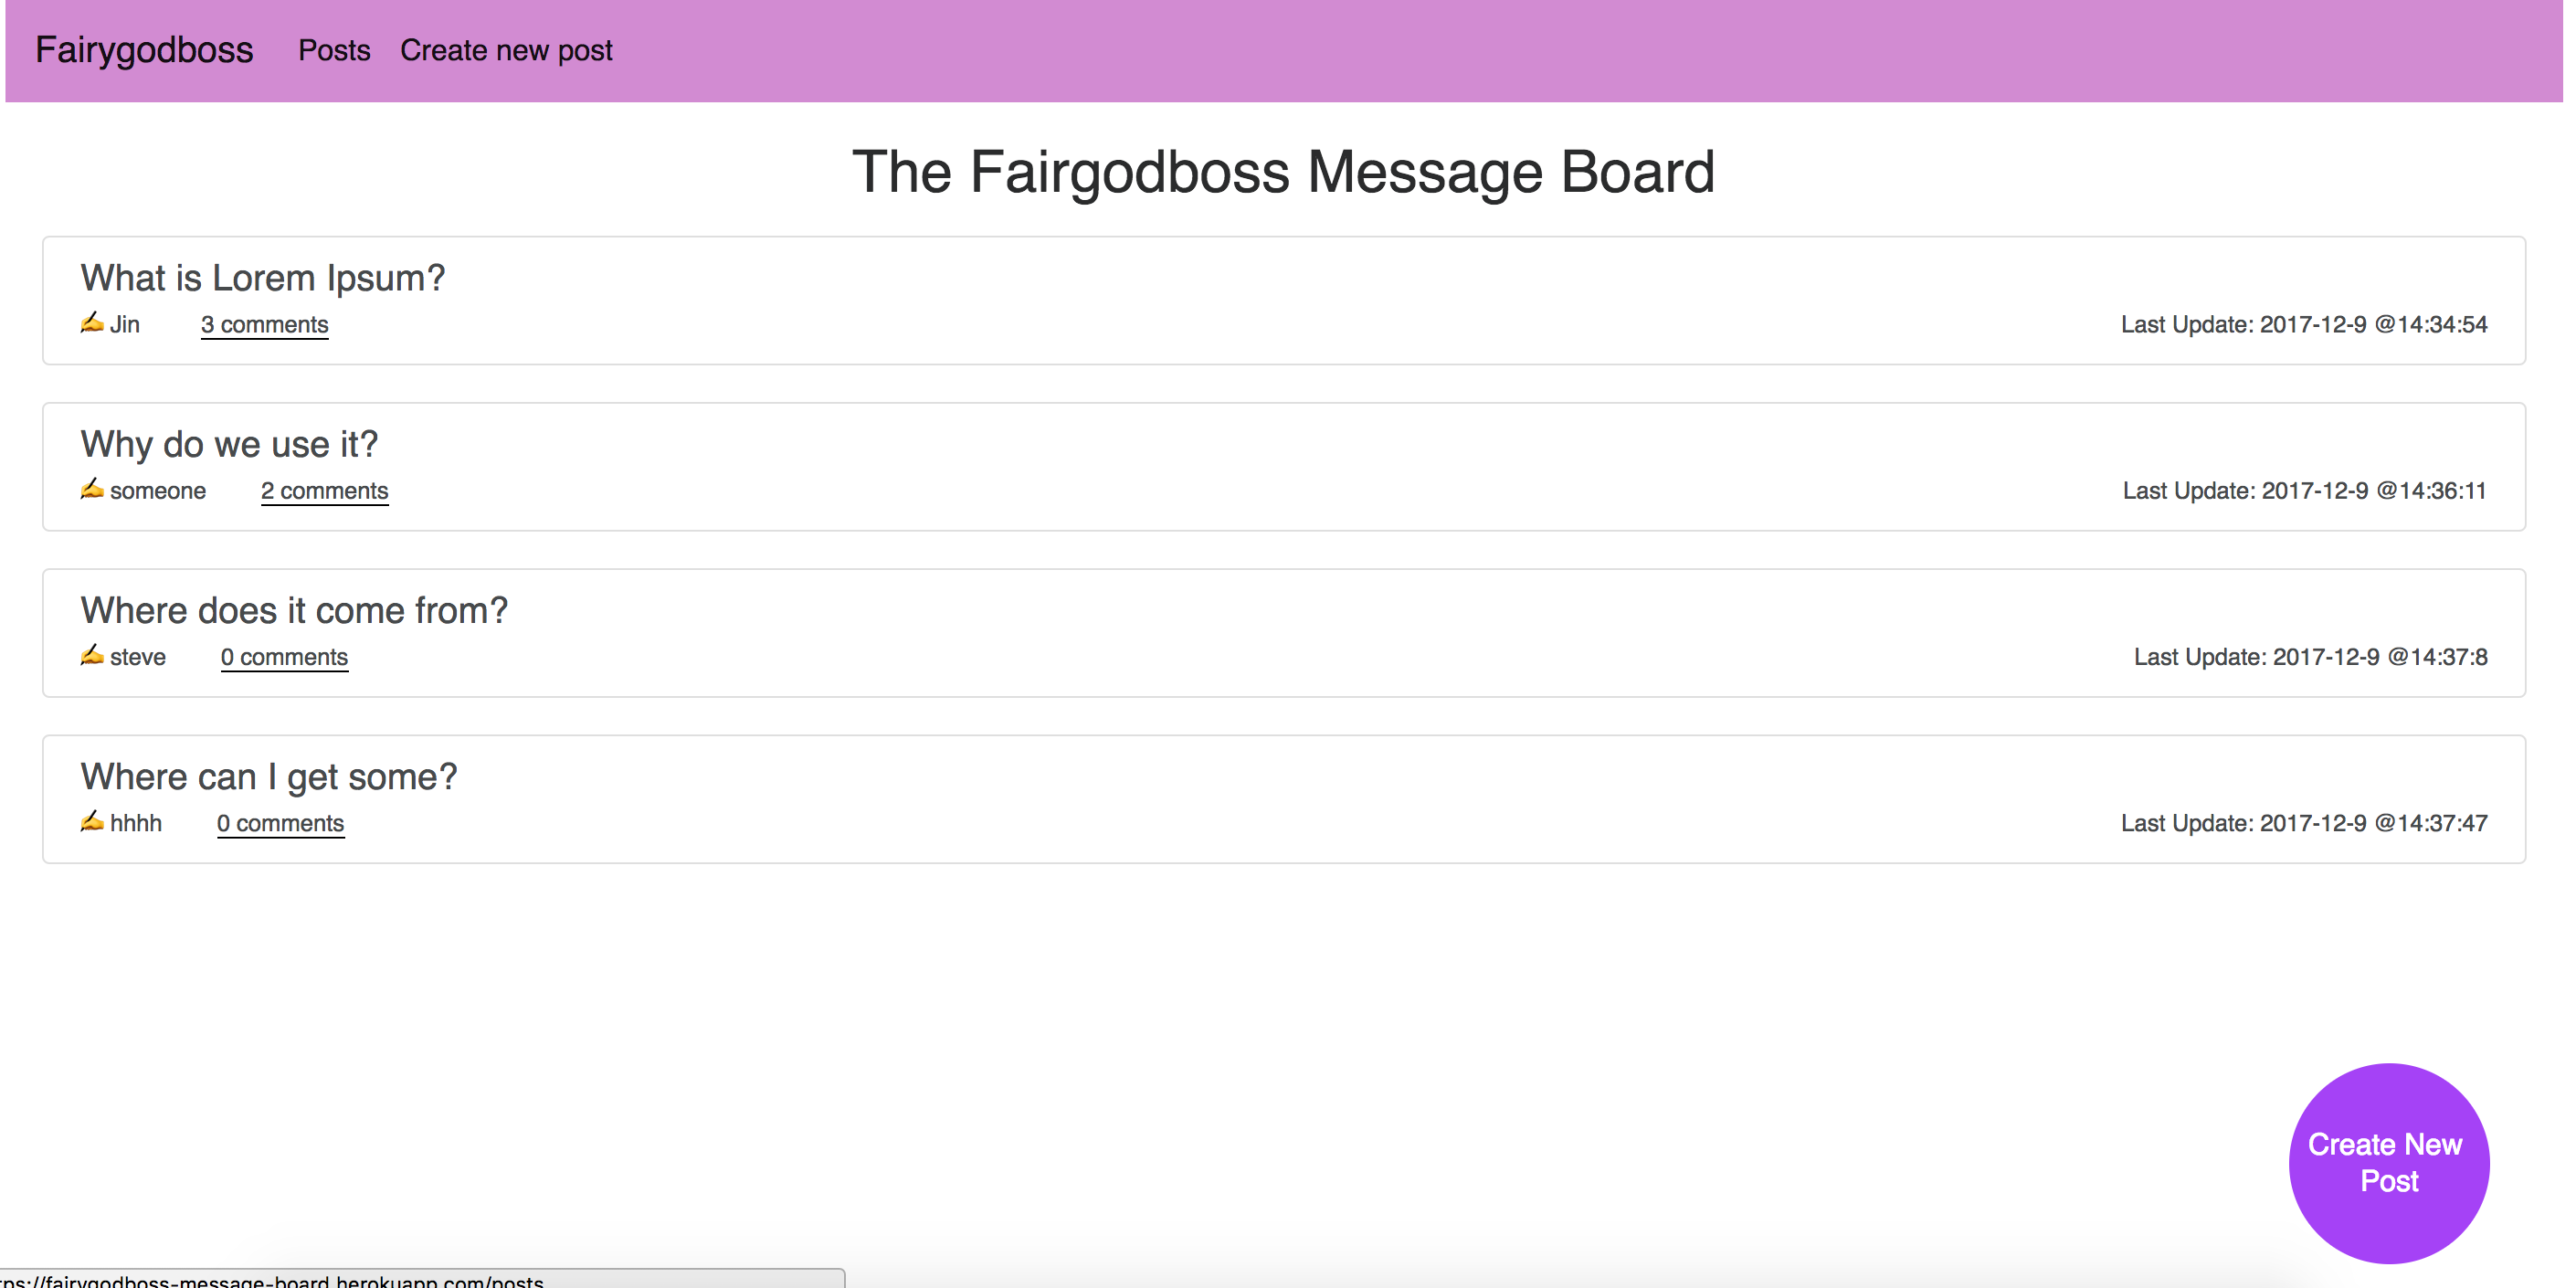 Fairygodboss Posts Create new post
The Fairgodboss Message Board
What is Lorem Ipsum?
✍ Jin 3 comments Last Update: 2017-12-9 @14:34:54
Why do we use it?
✍ someone 2 comments Last Update: 2017-12-9 @14:36:11
Where does it come from?
✍ steve 0 comments Last Update: 2017-12-9 @14:37:8
Where can I get some?
✍ hhhh 0 comments Last Update: 2017-12-9 @14:37:47
Create New
Post
ps://fairygodboss-message-board.herokuapp.com/posts